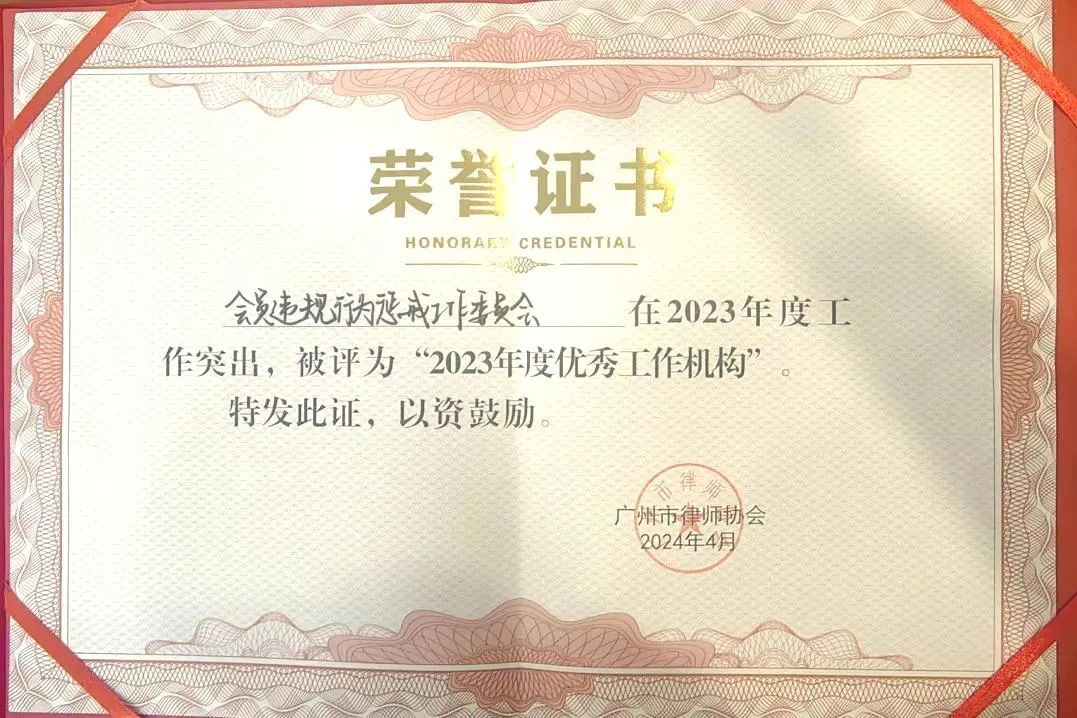 荣誉证书
HONORARY CREDENTIAL
会员违规行为惩戒工作委员会 在2023年度工
作突出，被评为“2023年度优秀工作机构”。
特发此证，以资鼓励。
市律师
广州市律师协会
2024年4月